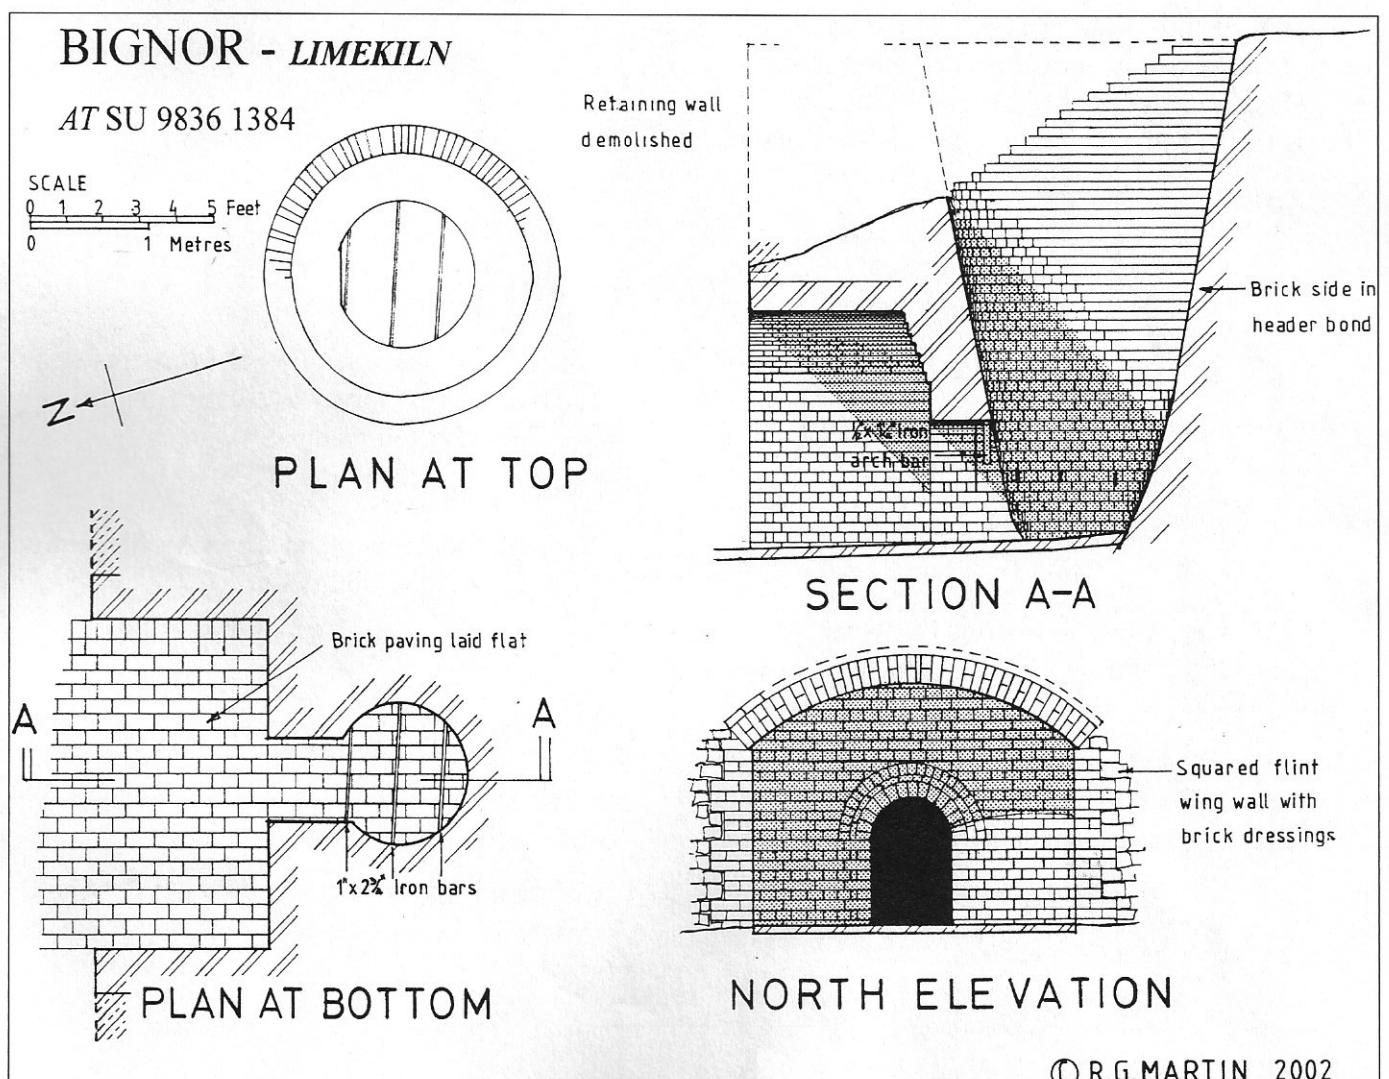 BIGNOR - LIMEKILN
AT SU 9836 1384
SCALE
0 1 2 3 4 5 Feet
0 1 Metres
N
PLAN AT TOP
Retaining wall
demolished
Brick side in
header bond
Iron
arch bar
SECTION A-A
Brick paving laid flat
A A
1"x 2¾" Iron bars
PLAN AT BOTTOM
Squared flint
wing wall with
brick dressings
NORTH ELEVATION
© R G MARTIN 2002